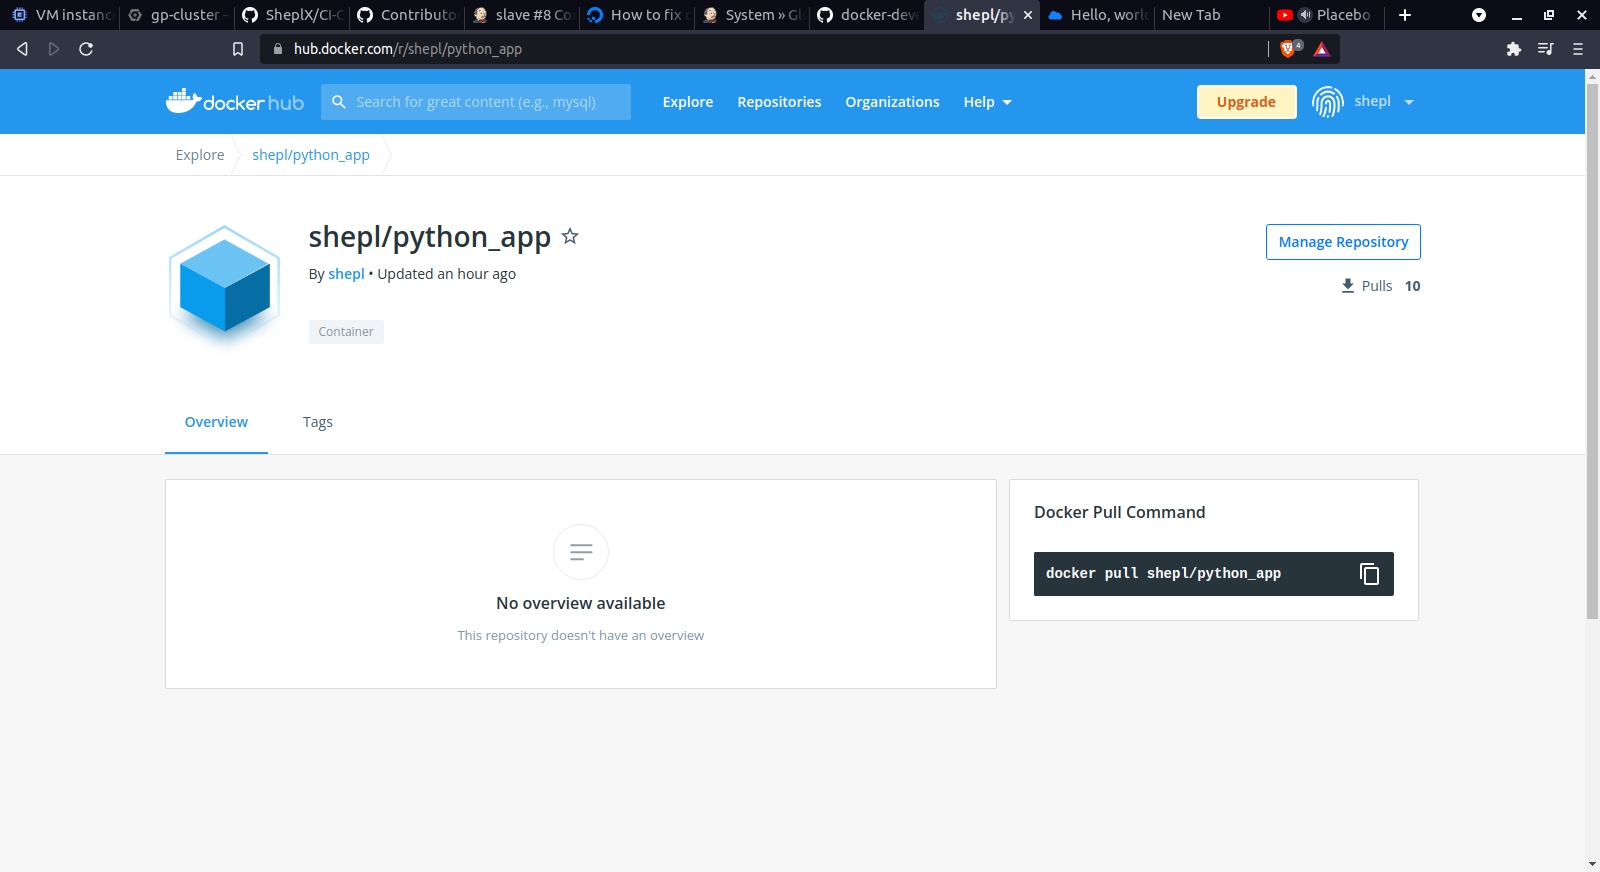 VM instanc gp-cluster - SheplX/CI-C Contributo slave #8 Co How to fix System » Gl docker-deve shepl/py Hello, worl New Tab Placebo
hub.docker.com/r/shepl/python_app 4
docker hub Search for great content (e.g., mysql) Explore Repositories Organizations Help Upgrade shepl
Explore shepl/python_app
shepl/python_app Manage Repository
By shepl • Updated an hour ago Pulls 10
Container
Overview Tags
Docker Pull Command
docker pull shepl/python_app
No overview available
This repository doesn't have an overview